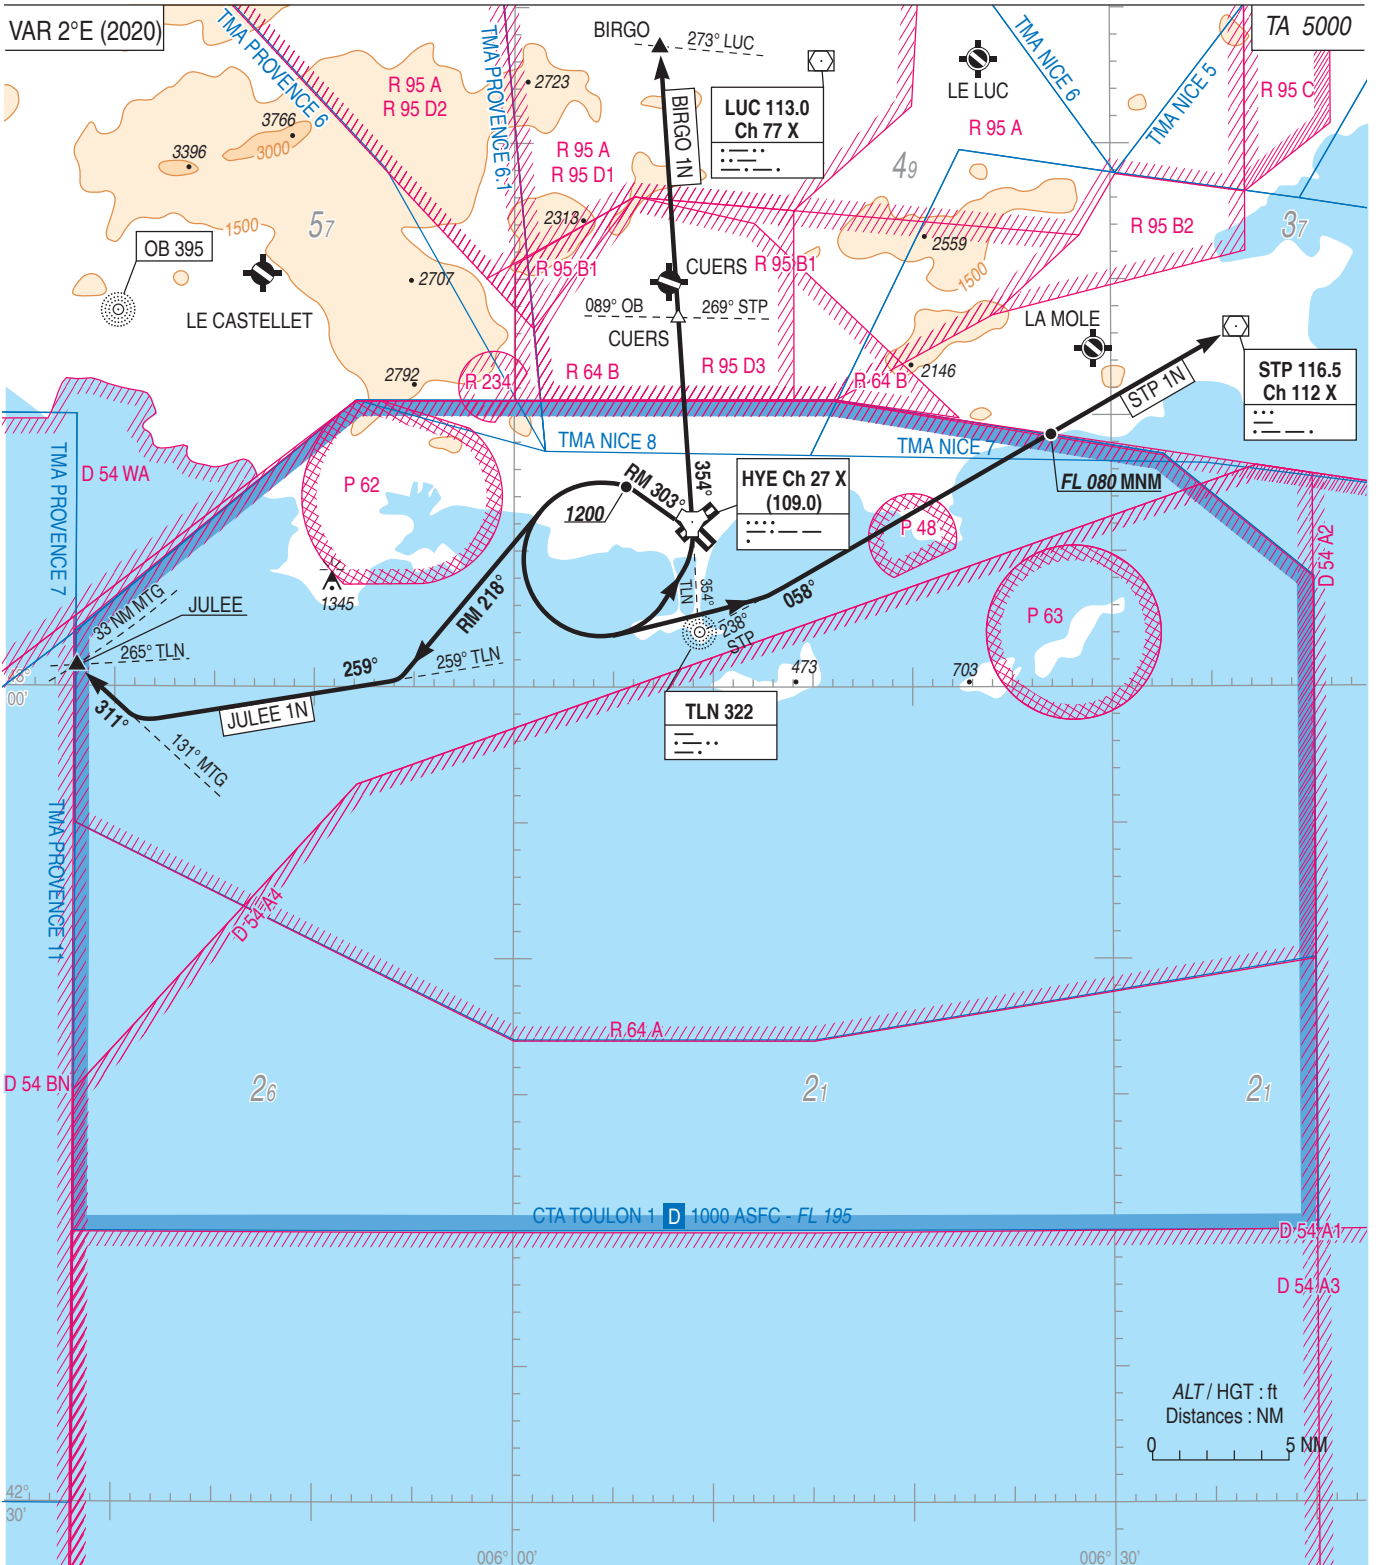 VAR 2°E (2020)
TA 5000
BIRGO
273° LUC
TMA PROVENCE 6
TMA PROVENCE 6.1
TMA NICE 6
TMA NICE 5
LE LUC
R 95 A
R 95 D2
2723
R 95 C
BIRGO 1N
LUC 113.0
Ch 77 X
3766
3000
3396
R 95 A
R 95 D1
R 95 A
49
57
1500
2313
2559
R 95 B2
37
OB 395
2707
R 95 B1
CUERS
R 95 B1
1500
089° OB
269° STP
CUERS
LE CASTELLET
LA MOLE
2792
R 234
R 64 B
R 95 D3
R 64 B
2146
STP 1N
STP 116.5
Ch 112 X
TMA NICE 8
TMA NICE 7
TMA PROVENCE 7
D 54 WA
P 62
RM 303°
354°
HYE Ch 27 X
(109.0)
FL 080 MNM
1200
P 48
D 54 A2
1345
33 NM MTG
JULEE
RM 218°
354°
TLN
058°
238°
STP
P 63
265° TLN
259°
259° TLN
473
703
00'
311°
JULEE 1N
TLN 322
131° MTG
TMA PROVENCE 11
D 54 A4
R 64 A
D 54 BN
26
21
21
CTA TOULON 1 D 1000 ASFC - FL 195
D 54 A1
D 54 A3
ALT / HGT : ft
Distances : NM
0
5 NM
42°
30'
006° 00'
006° 30'